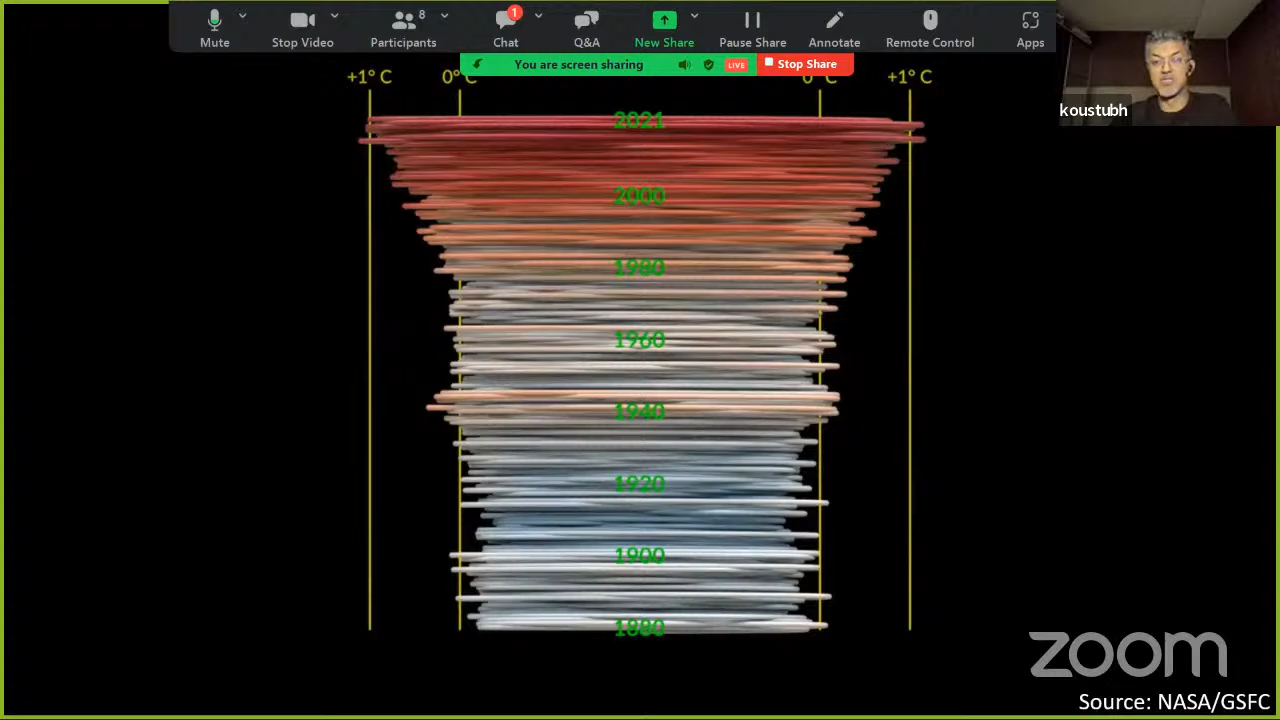 Mute
Stop Video
8
Participants
1
Chat
Q&A
New Share
Pause Share
Annotate
Remote Control
Apps
You are screen sharing
LIVE
Stop Share
koustubh
+1° C
0° C
0° C
+1° C
2021
2000
1980
1960
1940
1920
1900
1880
zoom
Source: NASA/GSFC